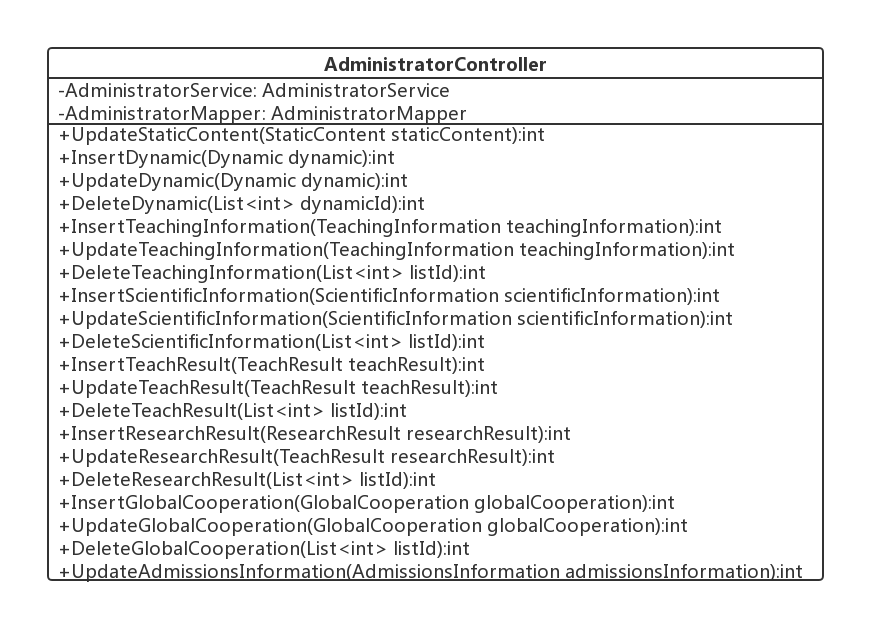 AdministratorController
-AdministratorService: AdministratorService
-AdministratorMapper: AdministratorMapper
+UpdateStaticContent(StaticContent staticContent):int
+InsertDynamic(Dynamic dynamic):int
+UpdateDynamic(Dynamic dynamic):int
+DeleteDynamic(List<int> dynamicId):int
+InsertTeachingInformation(TeachingInformation teachingInformation):int
+UpdateTeachingInformation(TeachingInformation teachingInformation):int
+DeleteTeachingInformation(List<int> listId):int
+InsertScientificInformation(ScientificInformation scientificInformation):int
+UpdateScientificInformation(ScientificInformation scientificInformation):int
+DeleteScientificInformation(List<int> listId):int
+InsertTeachResult(TeachResult teachResult):int
+UpdateTeachResult(TeachResult teachResult):int
+DeleteTeachResult(List<int> listId):int
+InsertResearchResult(ResearchResult researchResult):int
+UpdateResearchResult(TeachResult researchResult):int
+DeleteResearchResult(List<int> listId):int
+InsertGlobalCooperation(GlobalCooperation globalCooperation):int
+UpdateGlobalCooperation(GlobalCooperation globalCooperation):int
+DeleteGlobalCooperation(List<int> listId):int
+UpdateAdmissionsInformation(AdmissionsInformation admissionsInformation):int